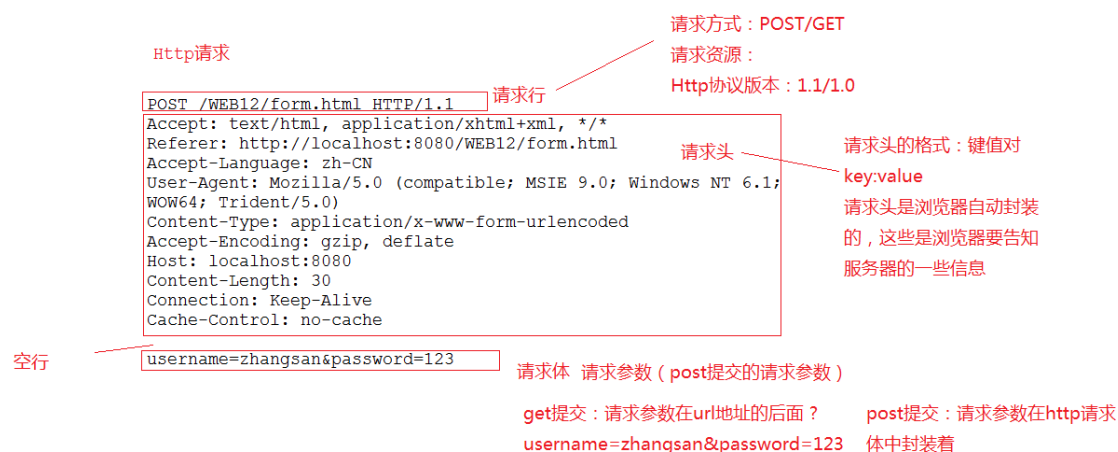 请求方式：POST/GET
Http请求
请求资源：
Http协议版本：1.1/1.0
POST /WEB12/form.html HTTP/1.1
请求行
Accept: text/html, application/xhtml+xml, */*
Referer: http://localhost:8080/WEB12/form.html
Accept-Language: zh-CN
User-Agent: Mozilla/5.0 (compatible; MSIE 9.0; Windows NT 6.1;
WOW64; Trident/5.0)
Content-Type: application/x-www-form-urlencoded
Accept-Encoding: gzip, deflate
Host: localhost:8080
Content-Length: 30
Connection: Keep-Alive
Cache-Control: no-cache
请求头
请求头的格式：键值对
key:value
请求头是浏览器自动封装
的，这些是浏览器要告知
服务器的一些信息
空行
username=zhangsan&password=123
请求体 请求参数（post提交的请求参数）
get提交：请求参数在url地址的后面？
username=zhangsan&password=123
post提交：请求参数在http请求
体中封装着